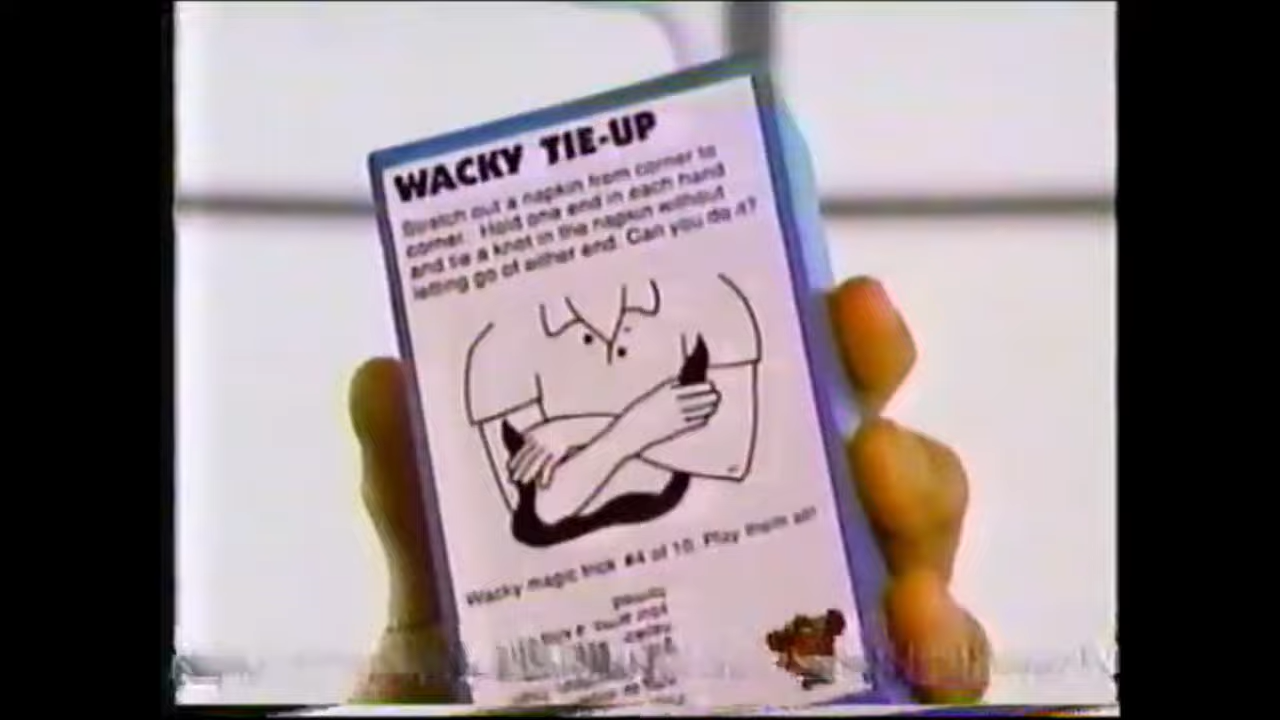 WACKY TIE-UP
Stretch out a napkin from corner to
corner. Hold one end in each hand
and tie a knot in the napkin without
letting go of either end. Can you do it?
Wacky magic trick #4 of 10. Play them all!